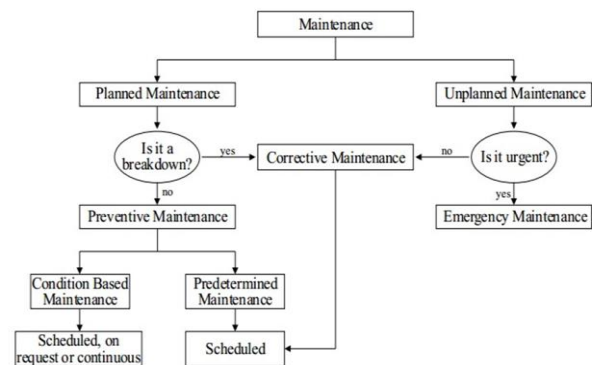 Maintenance
Planned Maintenance
Unplanned Maintenance
Is it a
breakdown?
yes
Corrective Maintenance
no
Is it urgent?
no
yes
Preventive Maintenance
Emergency Maintenance
Condition Based
Maintenance
Predetermined
Maintenance
Scheduled, on
request or continuous
Scheduled